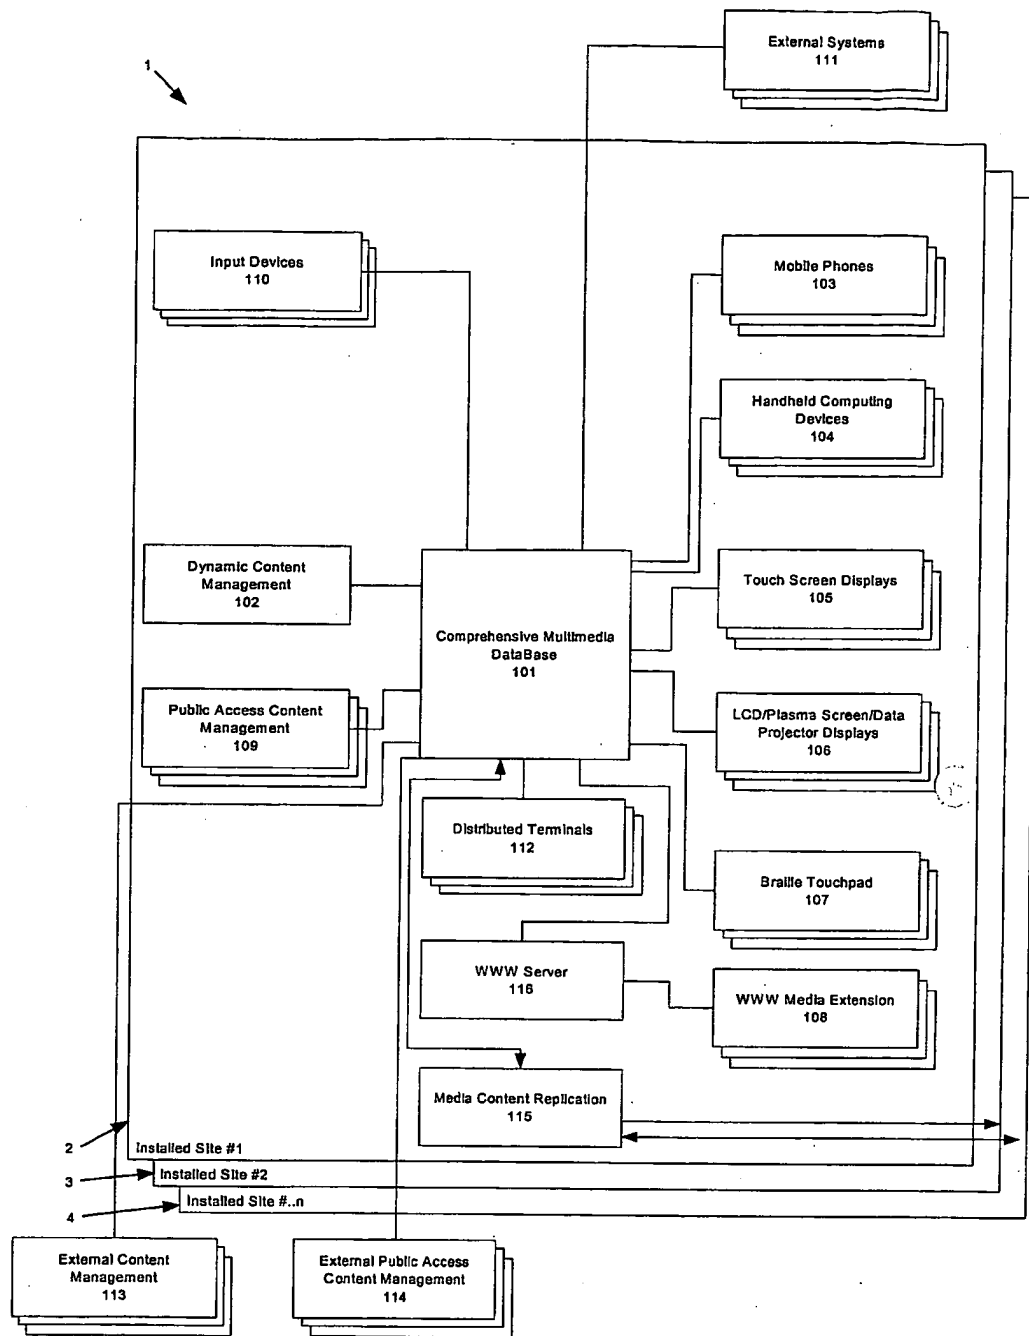 External Systems
111
1
Input Devices
110
Mobile Phones
103
Handheld Computing
Devices
104
Dynamic Content
Management
102
Touch Screen Displays
105
Comprehensive Multimedia
DataBase
101
Public Access Content
Management
109
LCD/Plasma Screen/Data
Projector Displays
106
Distributed Terminals
112
Braille Touchpad
107
WWW Server
116
WWW Media Extension
108
Media Content Replication
115
2
Installed Site #1
3
Installed Site #2
4
Installed Site #..n
External Content
Management
113
External Public Access
Content Management
114